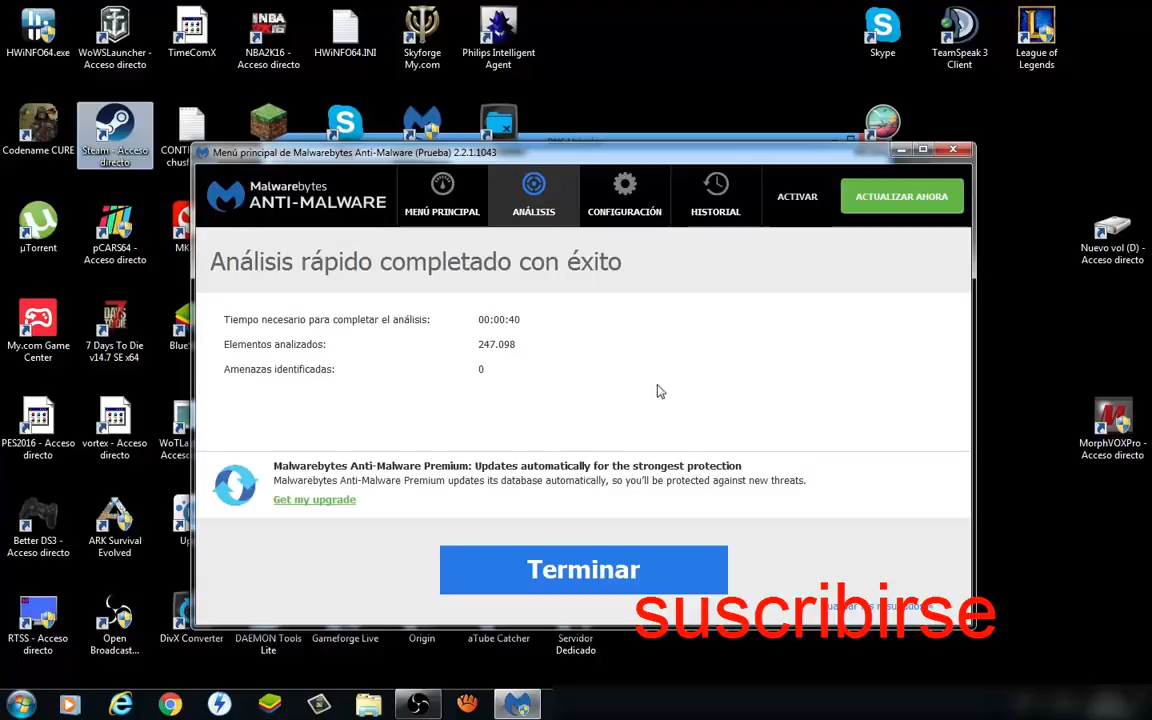 HWiNFO64.exe
WoWSLauncher -
Acceso directo
TimeComX
NBA2K16 -
Acceso directo
HWiNFO64.INI
Skyforge
My.com
Philips Intelligent
Agent
Skype
TeamSpeak 3
Client
League of
Legends
Codename CURE
Steam - Acceso
directo
Menú principal de Malwarebytes Anti-Malware (Prueba) 2.2.1.1043
Malwarebytes
ANTI-MALWARE
MENÚ PRINCIPAL
ANÁLISIS
CONFIGURACIÓN
HISTORIAL
ACTIVAR
ACTUALIZAR AHORA
Análisis rápido completado con éxito
Tiempo necesario para completar el análisis: 00:00:40
Elementos analizados: 247.098
Amenazas identificadas: 0
Malwarebytes Anti-Malware Premium: Updates automatically for the strongest protection
Malwarebytes Anti-Malware Premium updates its database automatically, so you'll be protected against new threats.
Get my upgrade
Terminar
suscribirse
µTorrent
pCARS64 -
Acceso directo
MK
Nuevo vol (D) -
Acceso directo
My.com Game
Center
7 Days To Die
v14.7 SE x64
Blue
PES2016 - Acceso
directo
vortex - Acceso
directo
WoTLa
Acces
MorphVOXPro -
Acceso directo
Better DS3 -
Acceso directo
ARK Survival
Evolved
Up
RTSS - Acceso
directo
Open
Broadcast...
DivX Converter
DAEMON Tools
Lite
Gameforge Live
Origin
aTube Catcher
Servidor
Dedicado